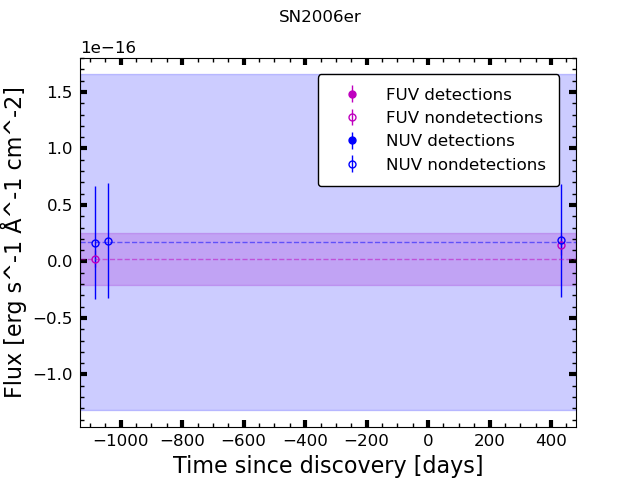 SN2006er
1e−16
1.5
1.0
0.5
0.0
−0.5
−1.0
Flux [erg s^-1 Å^-1 cm^-2]
FUV detections
FUV nondetections
NUV detections
NUV nondetections
−1000 −800 −600 −400 −200 0 200 400
Time since discovery [days]